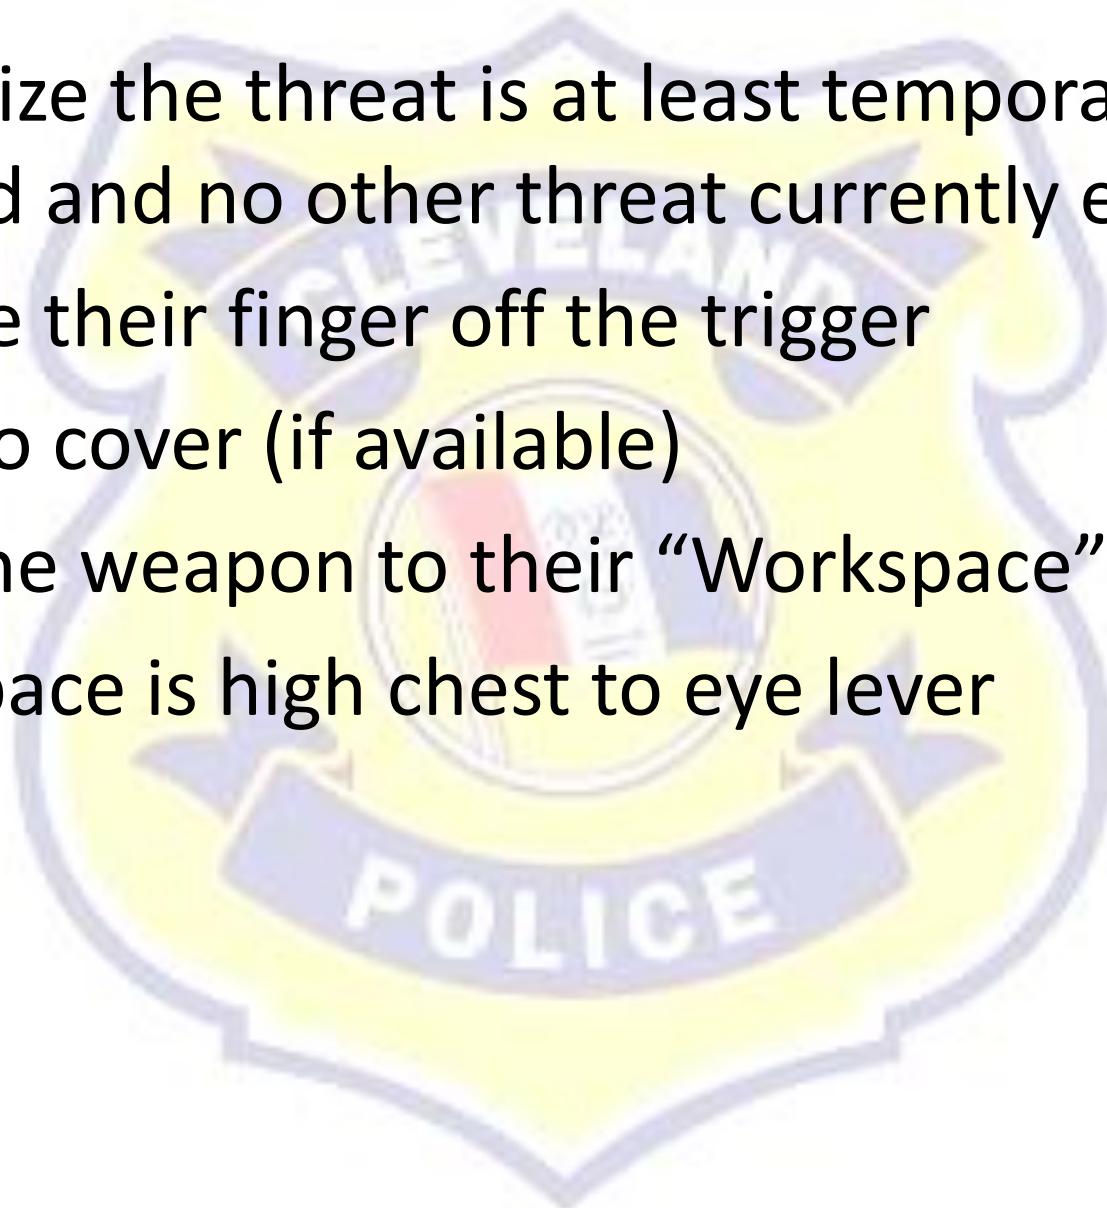 ize the threat is at least tempora
d and no other threat currently e
e their finger off the trigger
o cover (if available)
ne weapon to their “Workspace”
pace is high chest to eye lever
CLEVELAND
POLICE